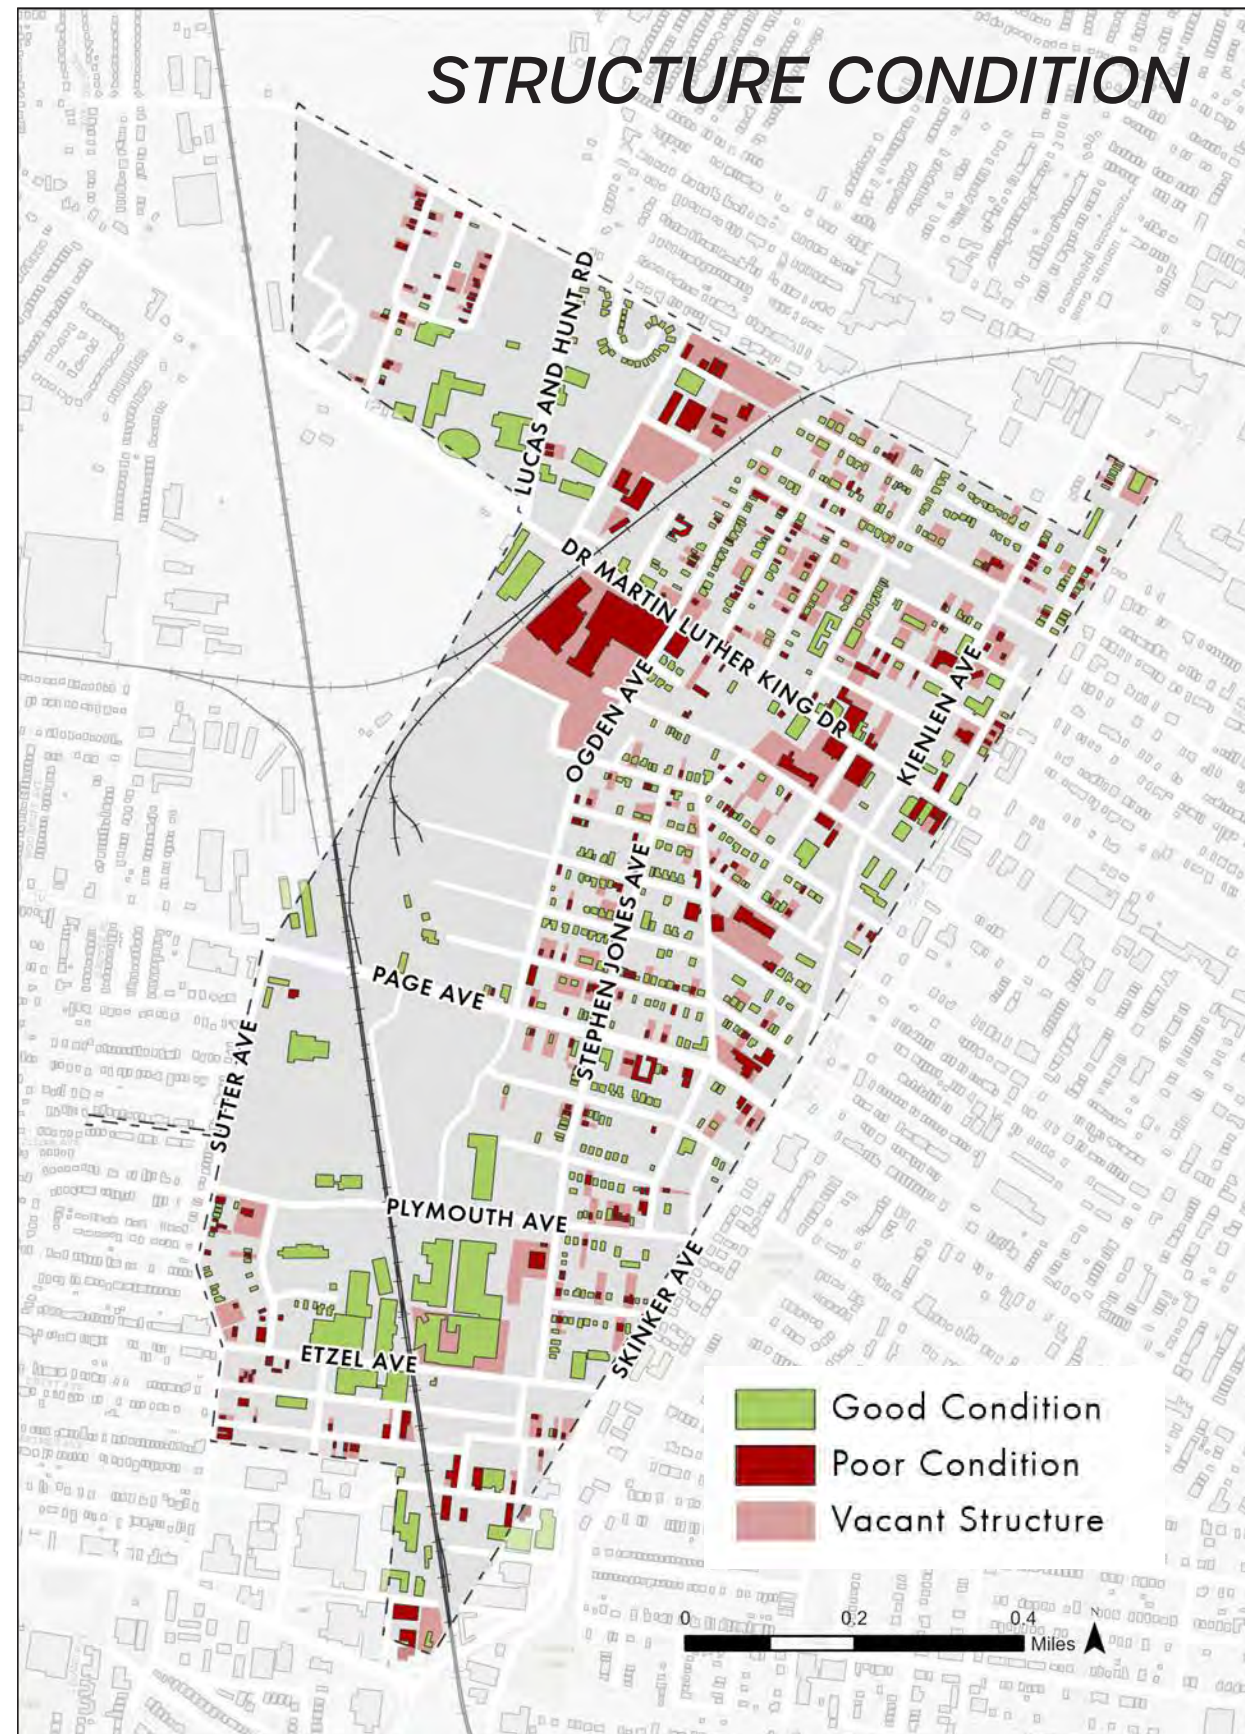 STRUCTURE CONDITION
LUCAS AND HUNT RD
DR MARTIN LUTHER KING DR
OGDEN AVE
KIENLEN AVE
STEPHEN JONES AVE
PAGE AVE
SUTTER AVE
PLYMOUTH AVE
SKINKER AVE
ETZEL AVE
Good Condition
Poor Condition
Vacant Structure
0 0.2 0.4
Miles
N